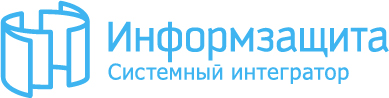 Информзащита
Системный интегратор